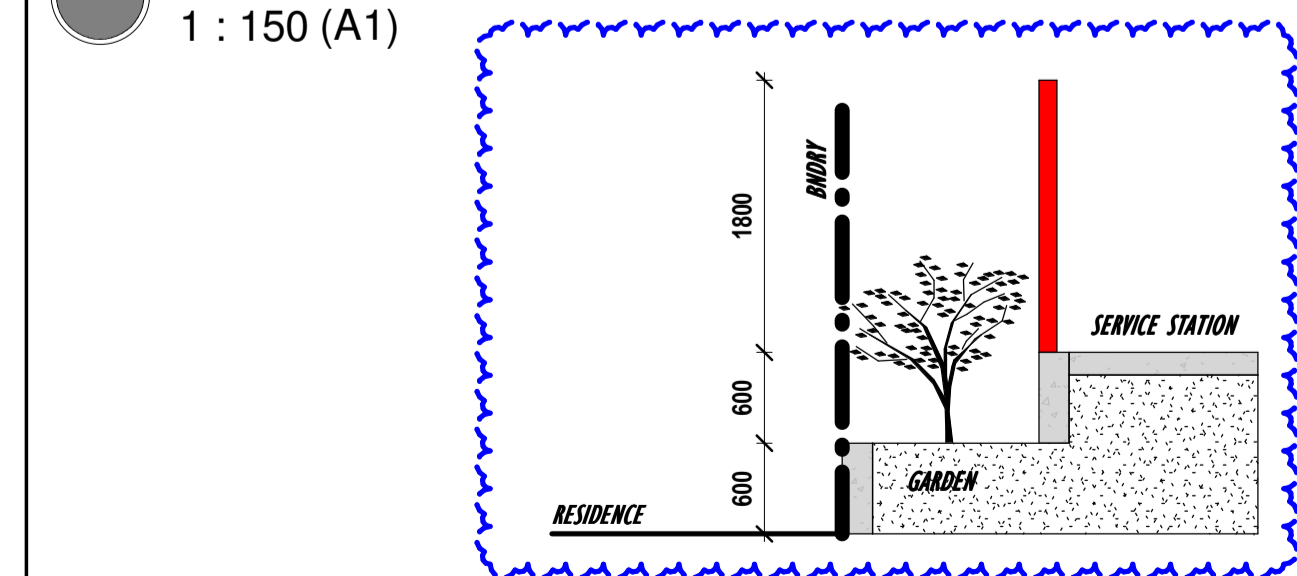 1 : 150 (A1)
BNDRY
1800
SERVICE STATION
600
GARDEN
600
RESIDENCE